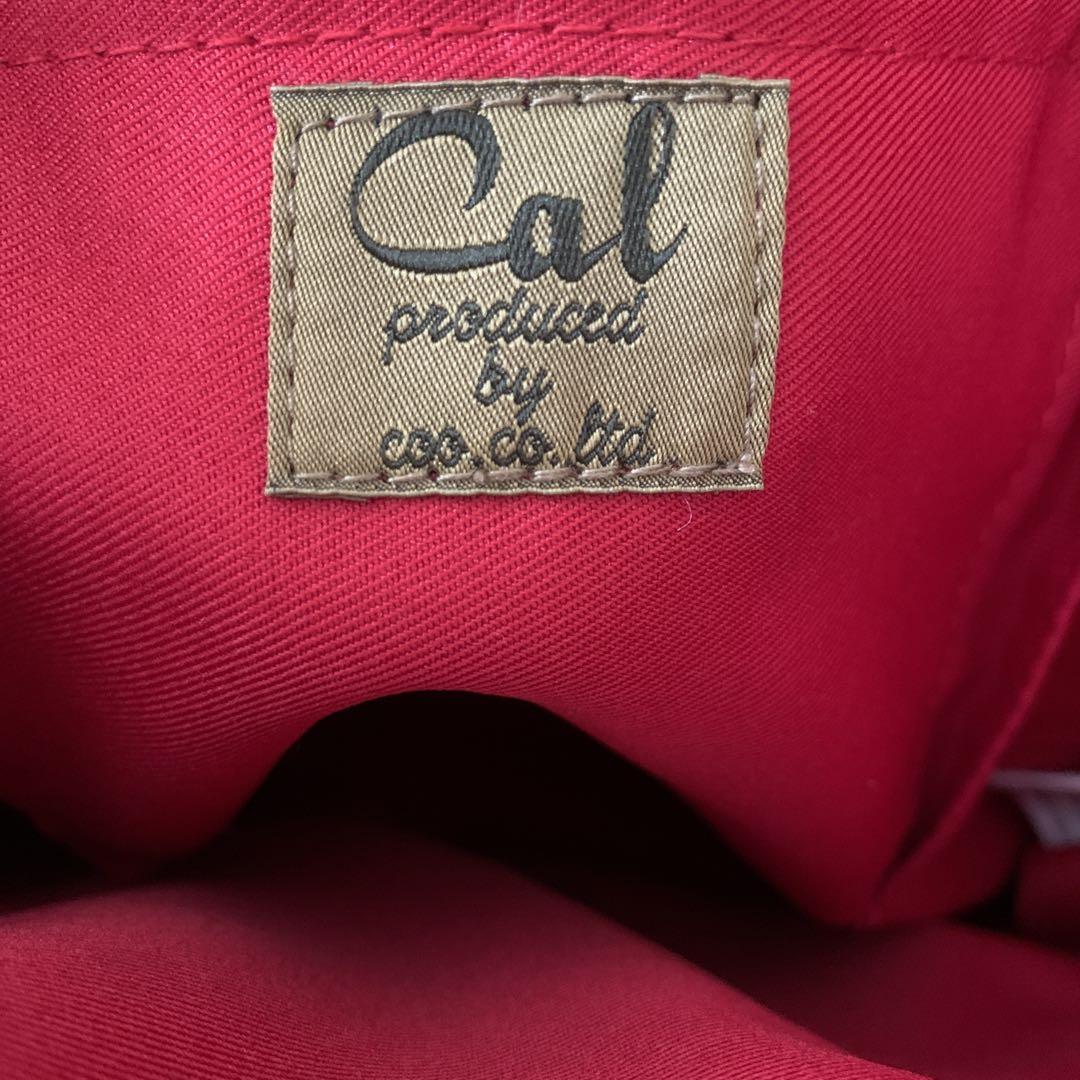 Cal
produced
by
coo. co. ltd